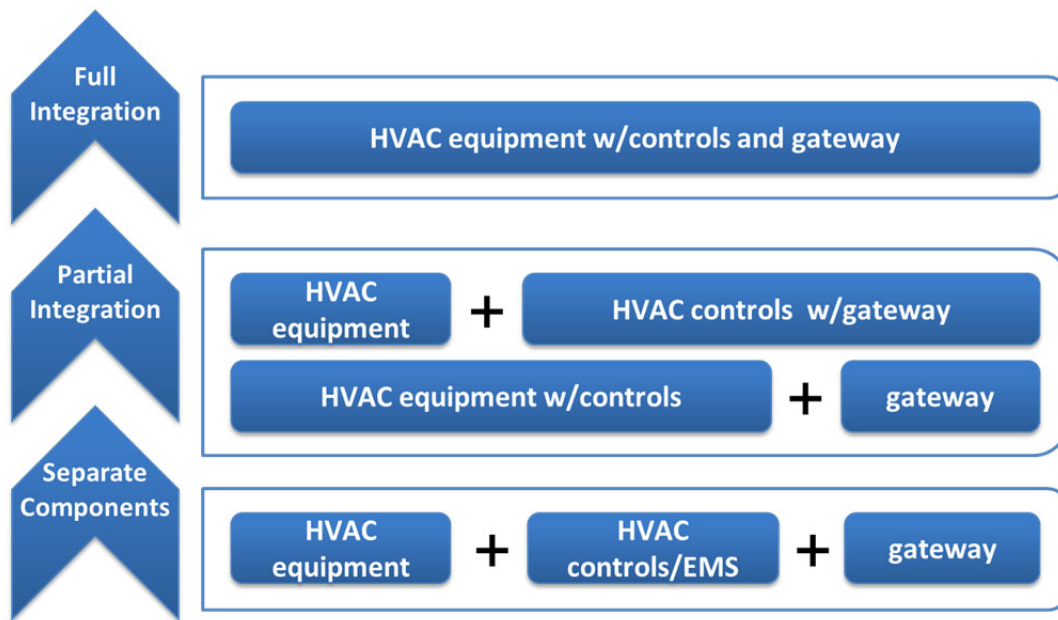 Full
Integration
HVAC equipment w/controls and gateway
Partial
Integration
HVAC
equipment
+
HVAC controls w/gateway
HVAC equipment w/controls
+
gateway
Separate
Components
HVAC
equipment
+
HVAC
controls/EMS
+
gateway